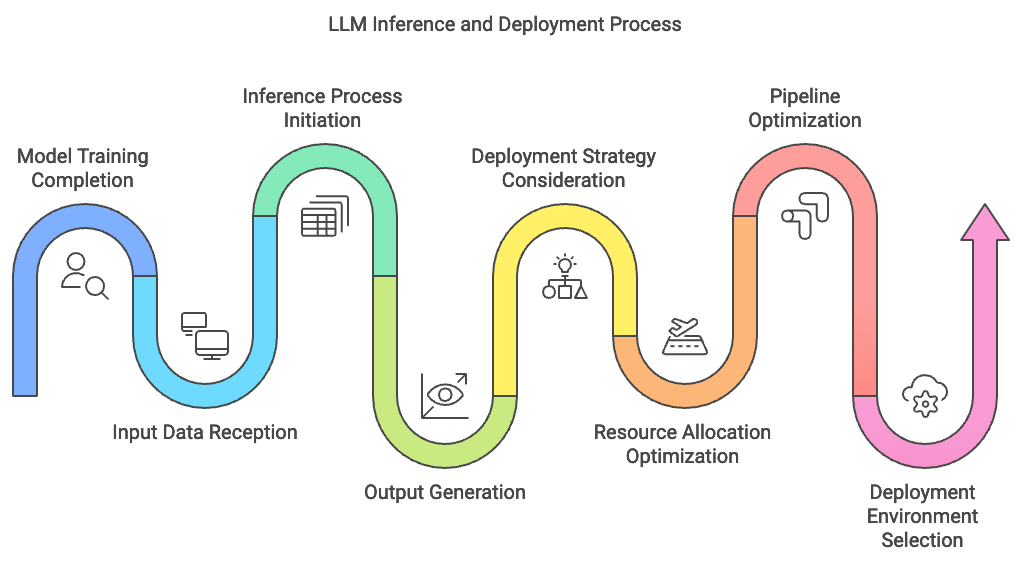 LLM Inference and Deployment Process
Model Training
Completion
Input Data Reception
Inference Process
Initiation
Output Generation
Deployment Strategy
Consideration
Resource Allocation
Optimization
Pipeline
Optimization
Deployment
Environment
Selection